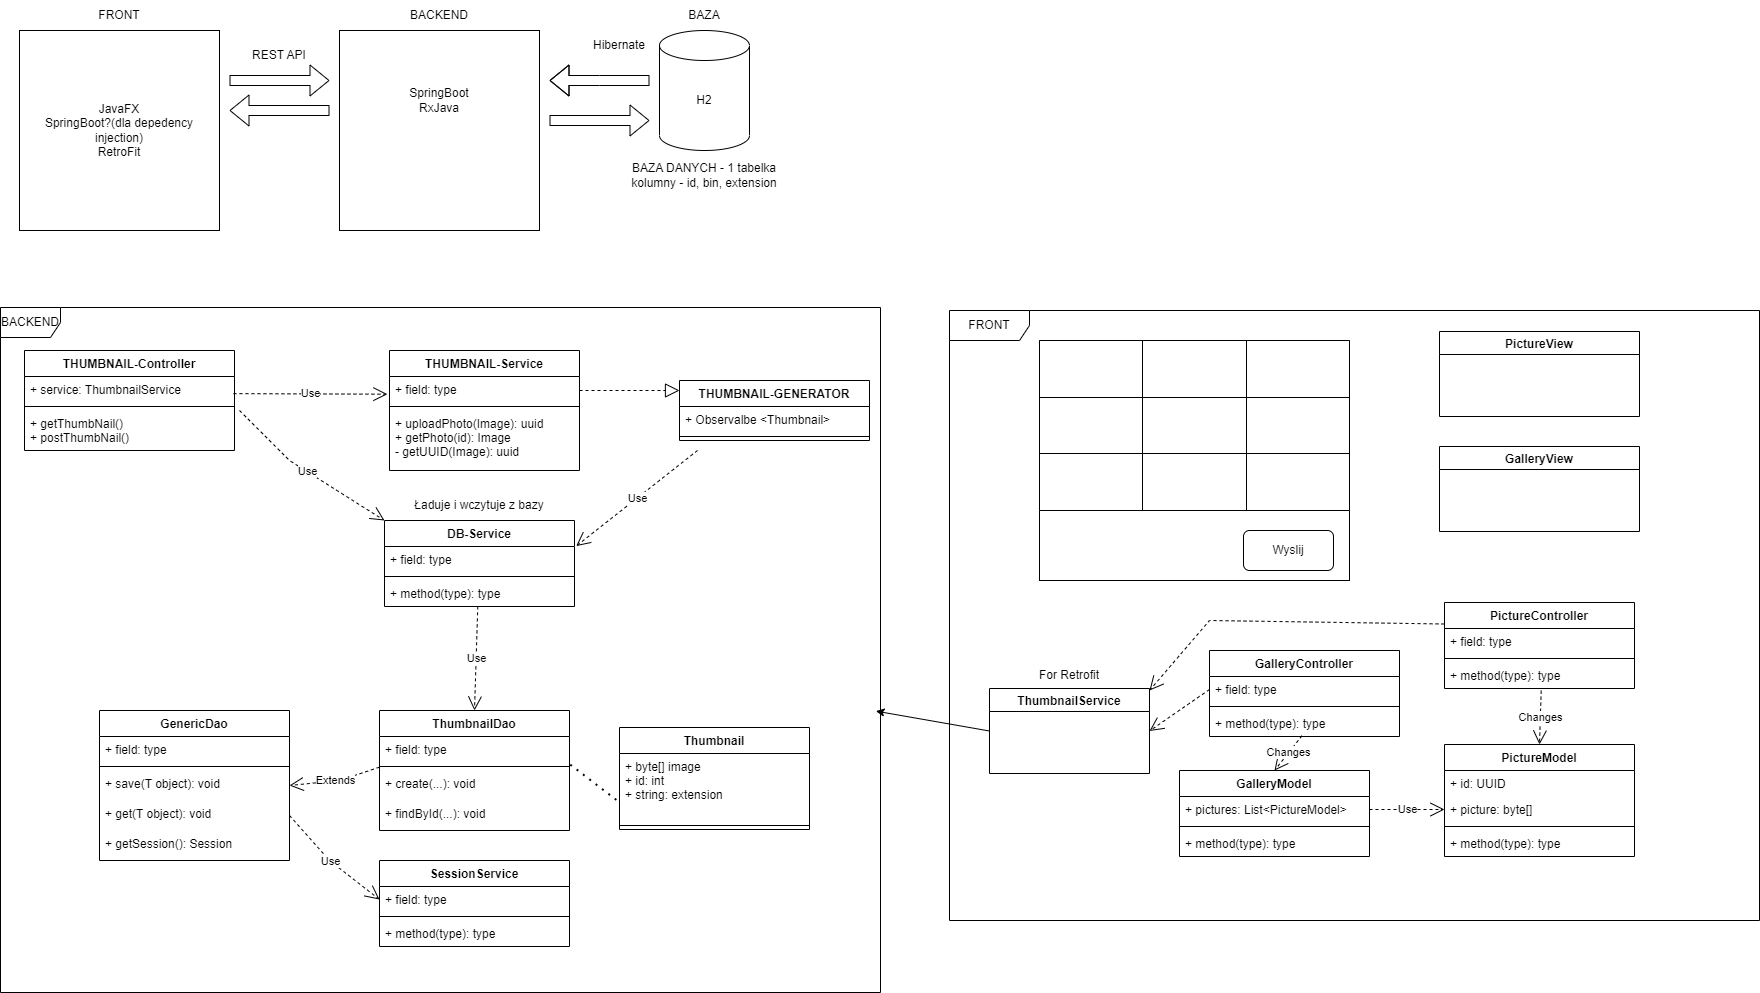 FRONT
BACKEND
BAZA
REST API
Hibernate
JavaFX
SpringBoot?(dla depedency
injection)
RetroFit
SpringBoot
RxJava
H2
BAZA DANYCH - 1 tabelka
kolumny - id, bin, extension
BACKEND
THUMBNAIL-Controller
+ service: ThumbnailService
+ getThumbNail()
+ postThumbNail()
Use
THUMBNAIL-Service
+ field: type
+ uploadPhoto(Image): uuid
+ getPhoto(id): Image
- getUUID(Image): uuid
THUMBNAIL-GENERATOR
+ Observalbe <Thumbnail>
Use
Use
Ładuje i wczytuje z bazy
DB-Service
+ field: type
+ method(type): type
Use
GenericDao
+ field: type
+ save(T object): void
+ get(T object): void
+ getSession(): Session
Extends
ThumbnailDao
+ field: type
+ create(...): void
+ findById(...): void
Thumbnail
+ byte[] image
+ id: int
+ string: extension
Use
SessionService
+ field: type
+ method(type): type
FRONT
Wyslij
PictureView
GalleryView
For Retrofit
ThumbnailService
GalleryController
+ field: type
+ method(type): type
Changes
GalleryModel
+ pictures: List<PictureModel>
+ method(type): type
Use
PictureController
+ field: type
+ method(type): type
Changes
PictureModel
+ id: UUID
+ picture: byte[]
+ method(type): type